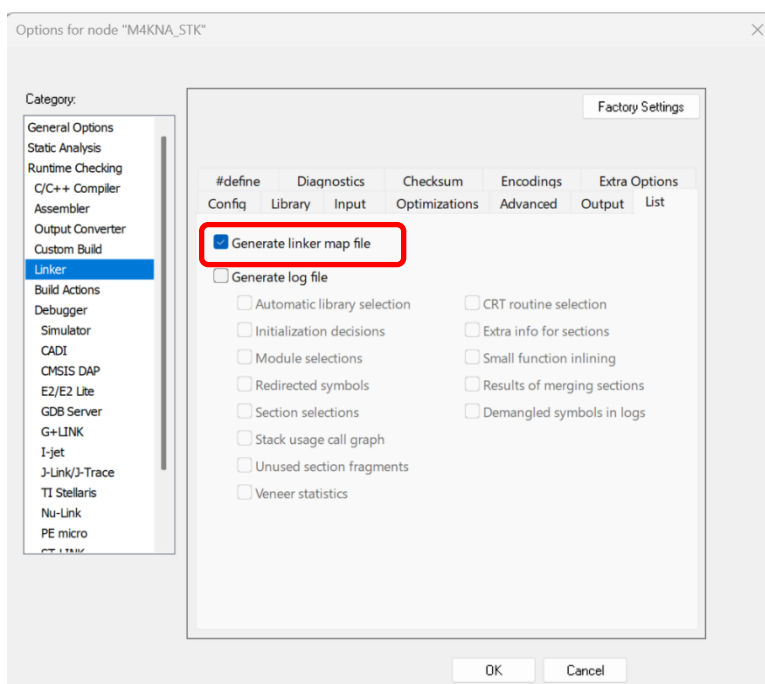 Options for node "M4KNA_STK"
Category:
General Options
Static Analysis
Runtime Checking
C/C++ Compiler
Assembler
Output Converter
Custom Build
Linker
Build Actions
Debugger
Simulator
CADI
CMSIS DAP
E2/E2 Lite
GDB Server
G+LINK
I-jet
J-Link/J-Trace
TI Stellaris
Nu-Link
PE micro
ST-LINK
Factory Settings
#define Diagnostics Checksum Encodings Extra Options
Config Library Input Optimizations Advanced Output List
Generate linker map file
Generate log file
Automatic library selection CRT routine selection
Initialization decisions Extra info for sections
Module selections Small function inlining
Redirected symbols Results of merging sections
Section selections Demangled symbols in logs
Stack usage call graph
Unused section fragments
Veneer statistics
OK Cancel